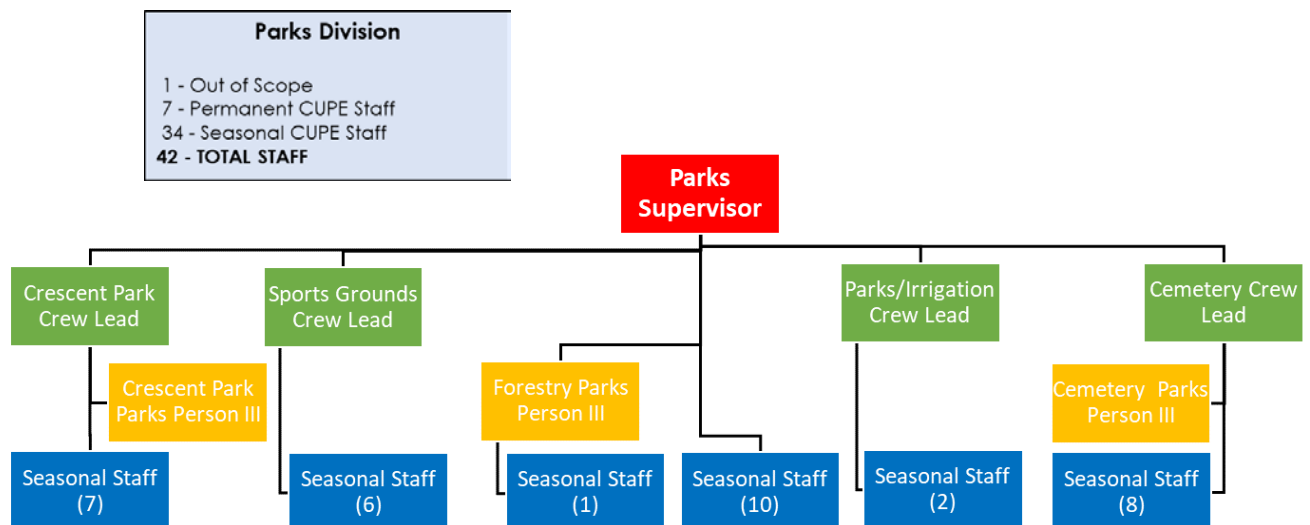 Parks Division
1 - Out of Scope
7 - Permanent CUPE Staff
34 - Seasonal CUPE Staff
42 - TOTAL STAFF
Parks
Supervisor
Crescent Park
Crew Lead
Sports Grounds
Crew Lead
Parks/Irrigation
Crew Lead
Cemetery Crew
Lead
Crescent Park
Parks Person III
Forestry Parks
Person III
Cemetery Parks
Person III
Seasonal Staff
(7)
Seasonal Staff
(6)
Seasonal Staff
(1)
Seasonal Staff
(10)
Seasonal Staff
(2)
Seasonal Staff
(8)